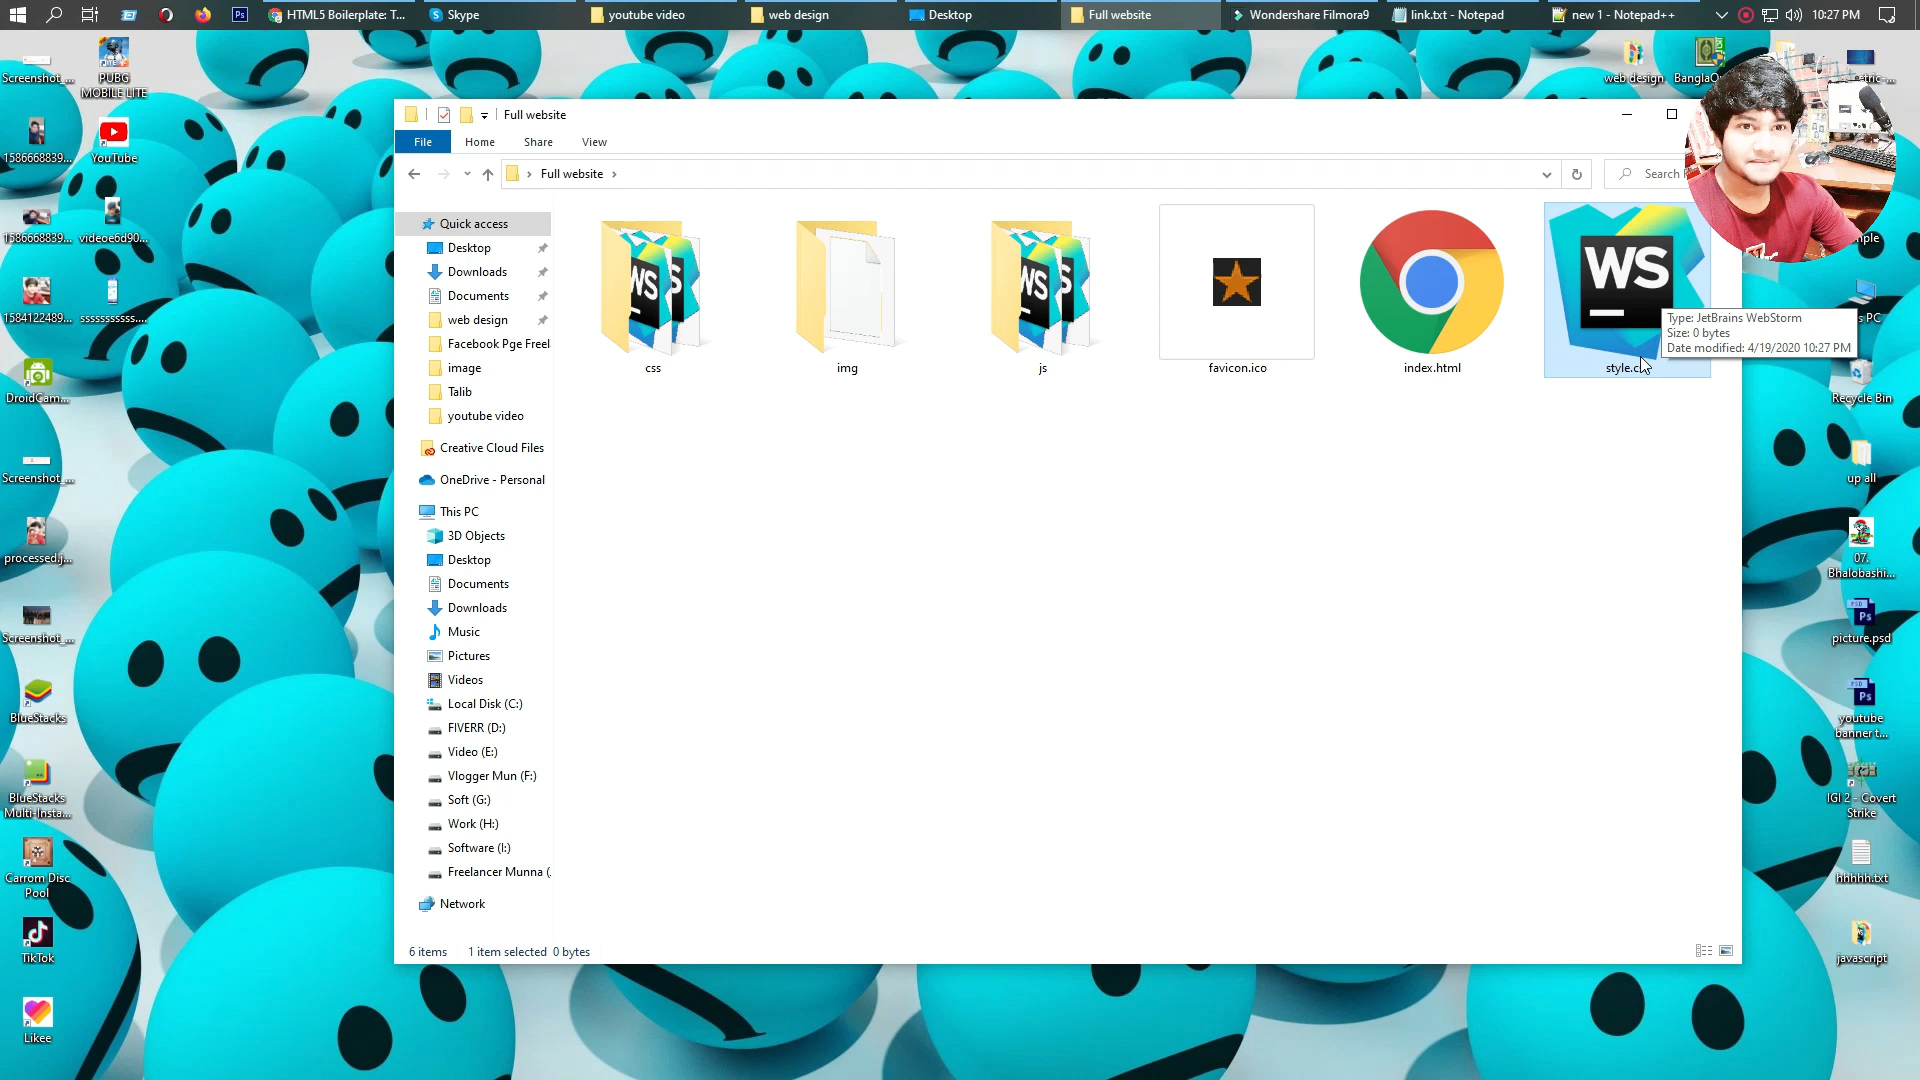 HTML5 Boilerplate: T...
Skype
youtube video
web design
Desktop
Full website
Wondershare Filmora9
link.txt - Notepad
new 1 - Notepad++
10:27 PM
Screenshot_...
PUBG
MOBILE LITE
1586668839...
YouTube
1586668839...
videoe6d90...
1584122489...
sssssssssss....
DroidCam...
Screenshot_...
processed.j...
Screenshot_...
BlueStacks
BlueStacks
Multi-Insta...
Carrom Disc
Pool
TikTok
Likee
Full website
File
Home
Share
View
Full website
Search
Quick access
Desktop
Downloads
Documents
web design
Facebook Pge Freel
image
Talib
youtube video
Creative Cloud Files
OneDrive - Personal
This PC
3D Objects
Desktop
Documents
Downloads
Music
Pictures
Videos
Local Disk (C:)
FIVERR (D:)
Video (E:)
Vlogger Mun (F:)
Soft (G:)
Work (H:)
Software (I:)
Freelancer Munna (
Network
WS
css
img
WS
js
favicon.ico
index.html
WS
style.c
Type: JetBrains WebStorm
Size: 0 bytes
Date modified: 4/19/2020 10:27 PM
6 items
1 item selected
0 bytes
web design
Recycle Bin
up all
07.
Bhalobashi...
picture.psd
youtube
banner t...
IGI 2 - Covert
Strike
hhhhh.txt
javascript